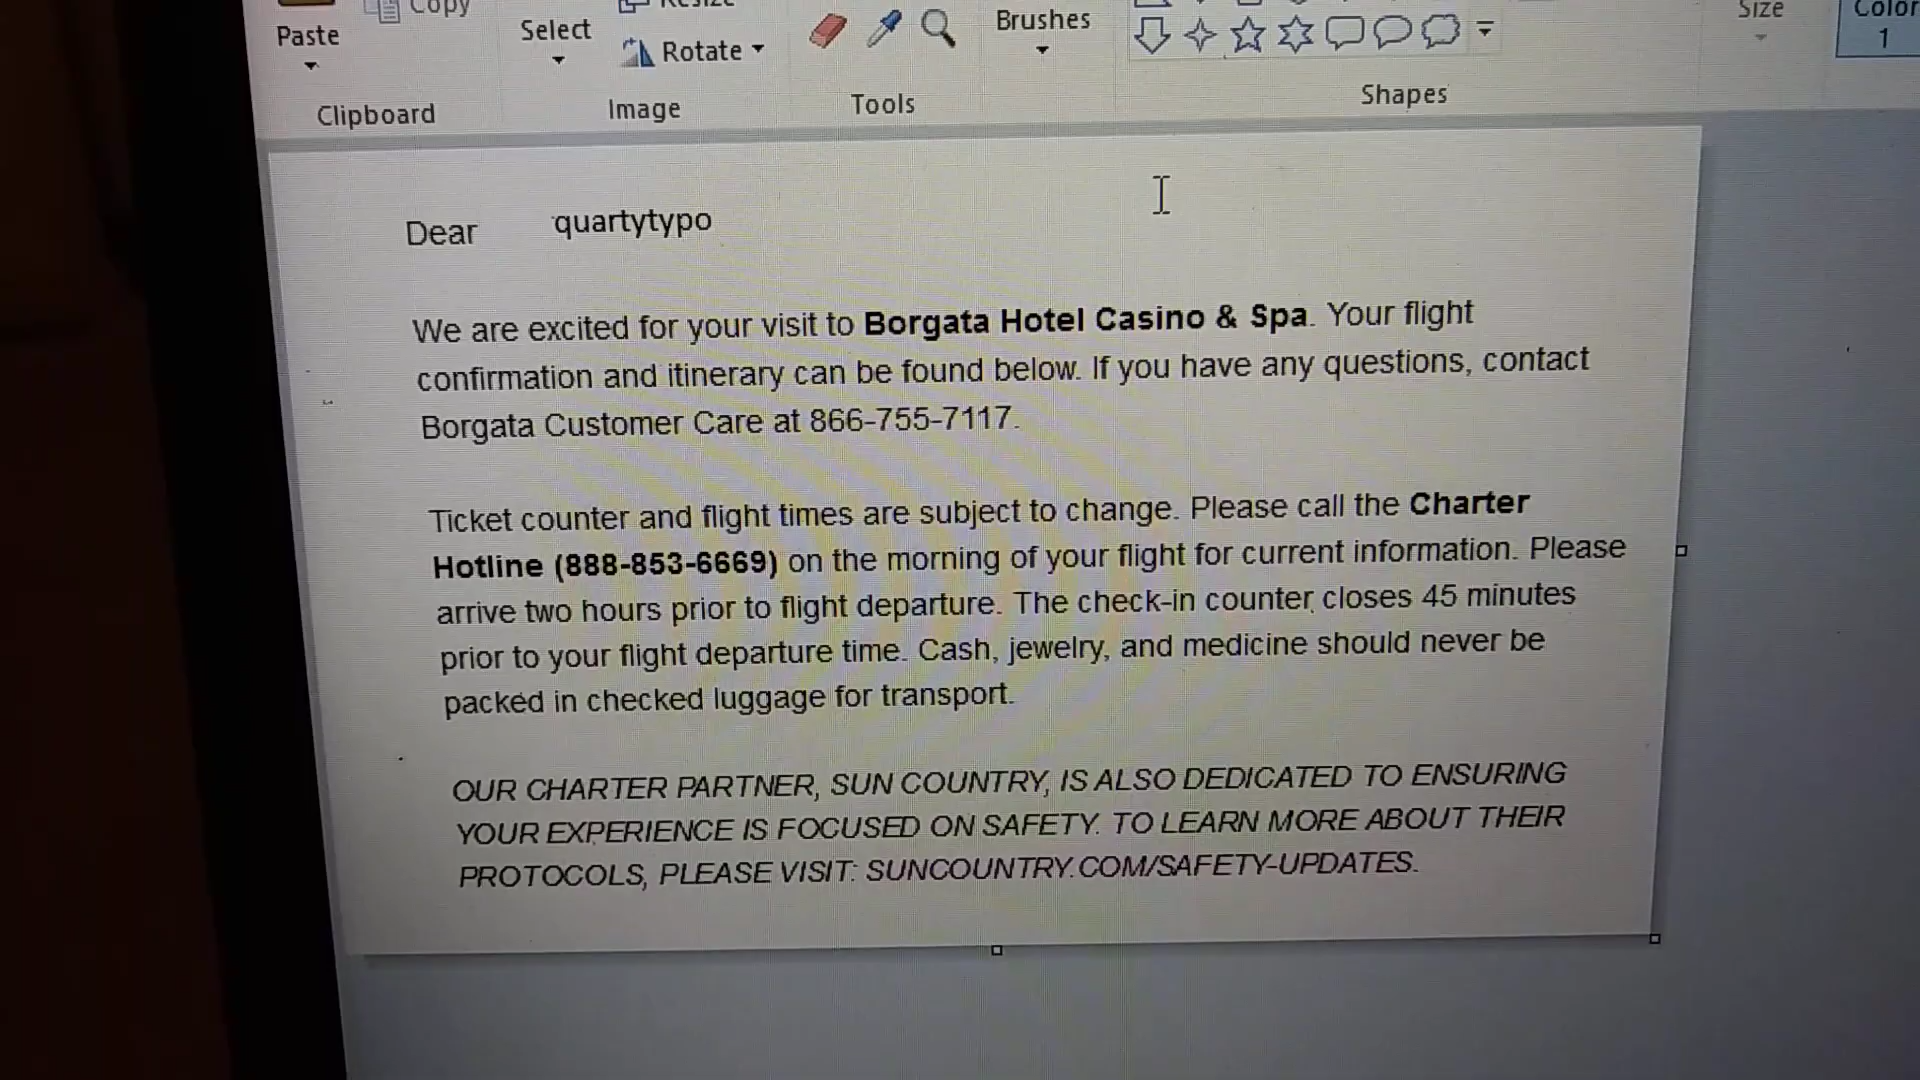 Copy
Resize
Paste
Select
Rotate
Brushes
Size
Color
1
Clipboard
Image
Tools
Shapes
Dear quartytypo
We are excited for your visit to Borgata Hotel Casino & Spa. Your flight
confirmation and itinerary can be found below. If you have any questions, contact
Borgata Customer Care at 866-755-7117.
Ticket counter and flight times are subject to change. Please call the Charter
Hotline (888-853-6669) on the morning of your flight for current information. Please
arrive two hours prior to flight departure. The check-in counter closes 45 minutes
prior to your flight departure time. Cash, jewelry, and medicine should never be
packed in checked luggage for transport.
OUR CHARTER PARTNER, SUN COUNTRY, IS ALSO DEDICATED TO ENSURING
YOUR EXPERIENCE IS FOCUSED ON SAFETY. TO LEARN MORE ABOUT THEIR
PROTOCOLS, PLEASE VISIT: SUNCOUNTRY.COM/SAFETY-UPDATES.